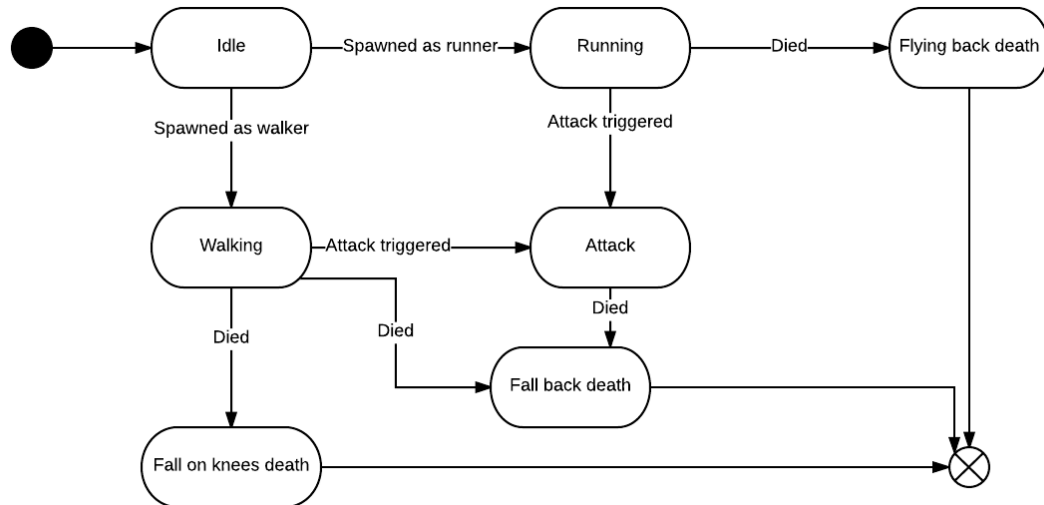 Idle
Spawned as runner
Running
Died
Flying back death
Spawned as walker
Attack triggered
Walking
Attack triggered
Attack
Died
Died
Died
Fall back death
Fall on knees death